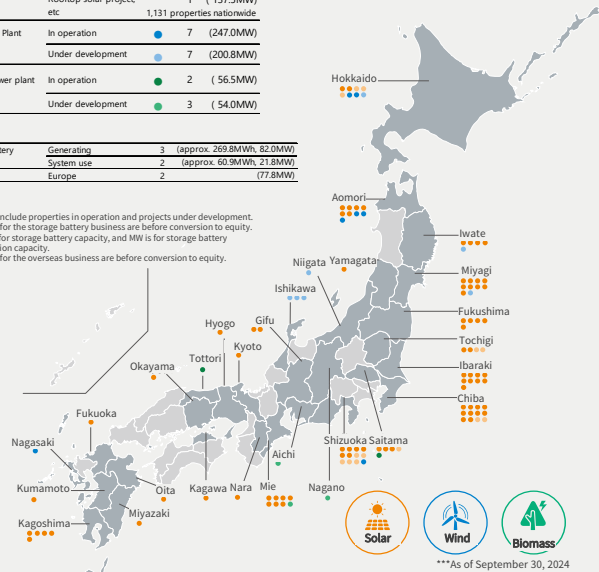 Rooftop solar project, 1 ( 137.5MW)
etc 1,131 properties nationwide
Plant In operation 7 (247.0MW)
Under development 7 (200.8MW)
ower plant In operation 2 ( 56.5MW)
Under development 3 ( 54.0MW)
tery Generating 3 (approx. 269.8MWh, 82.0MW)
System use 2 (approx. 60.9MW, 21.8MW)
Europe 2 (77.8MW)
nclude properties in operation and projects under development.
for the storage battery business are before conversion to equity.
for storage battery capacity, and MW is for storage battery
ion capacity.
for the overseas business are before conversion to equity.
Hokkaido
Aomori
Iwate
Niigata Yamagata
Miyagi
Ishikawa
Fukushima
Hyogo
Gifu
Tochigi
Kyoto
Okayama
Tottori
Ibaraki
Chiba
Fukuoka
Nagasaki
Shizuoka Saitama
Aichi
Kumamoto
Oita
Kagawa
Nara
Mie
Nagano
Miyazaki
Kagoshima
Solar
Wind
Biomass
***As of September 30, 2024